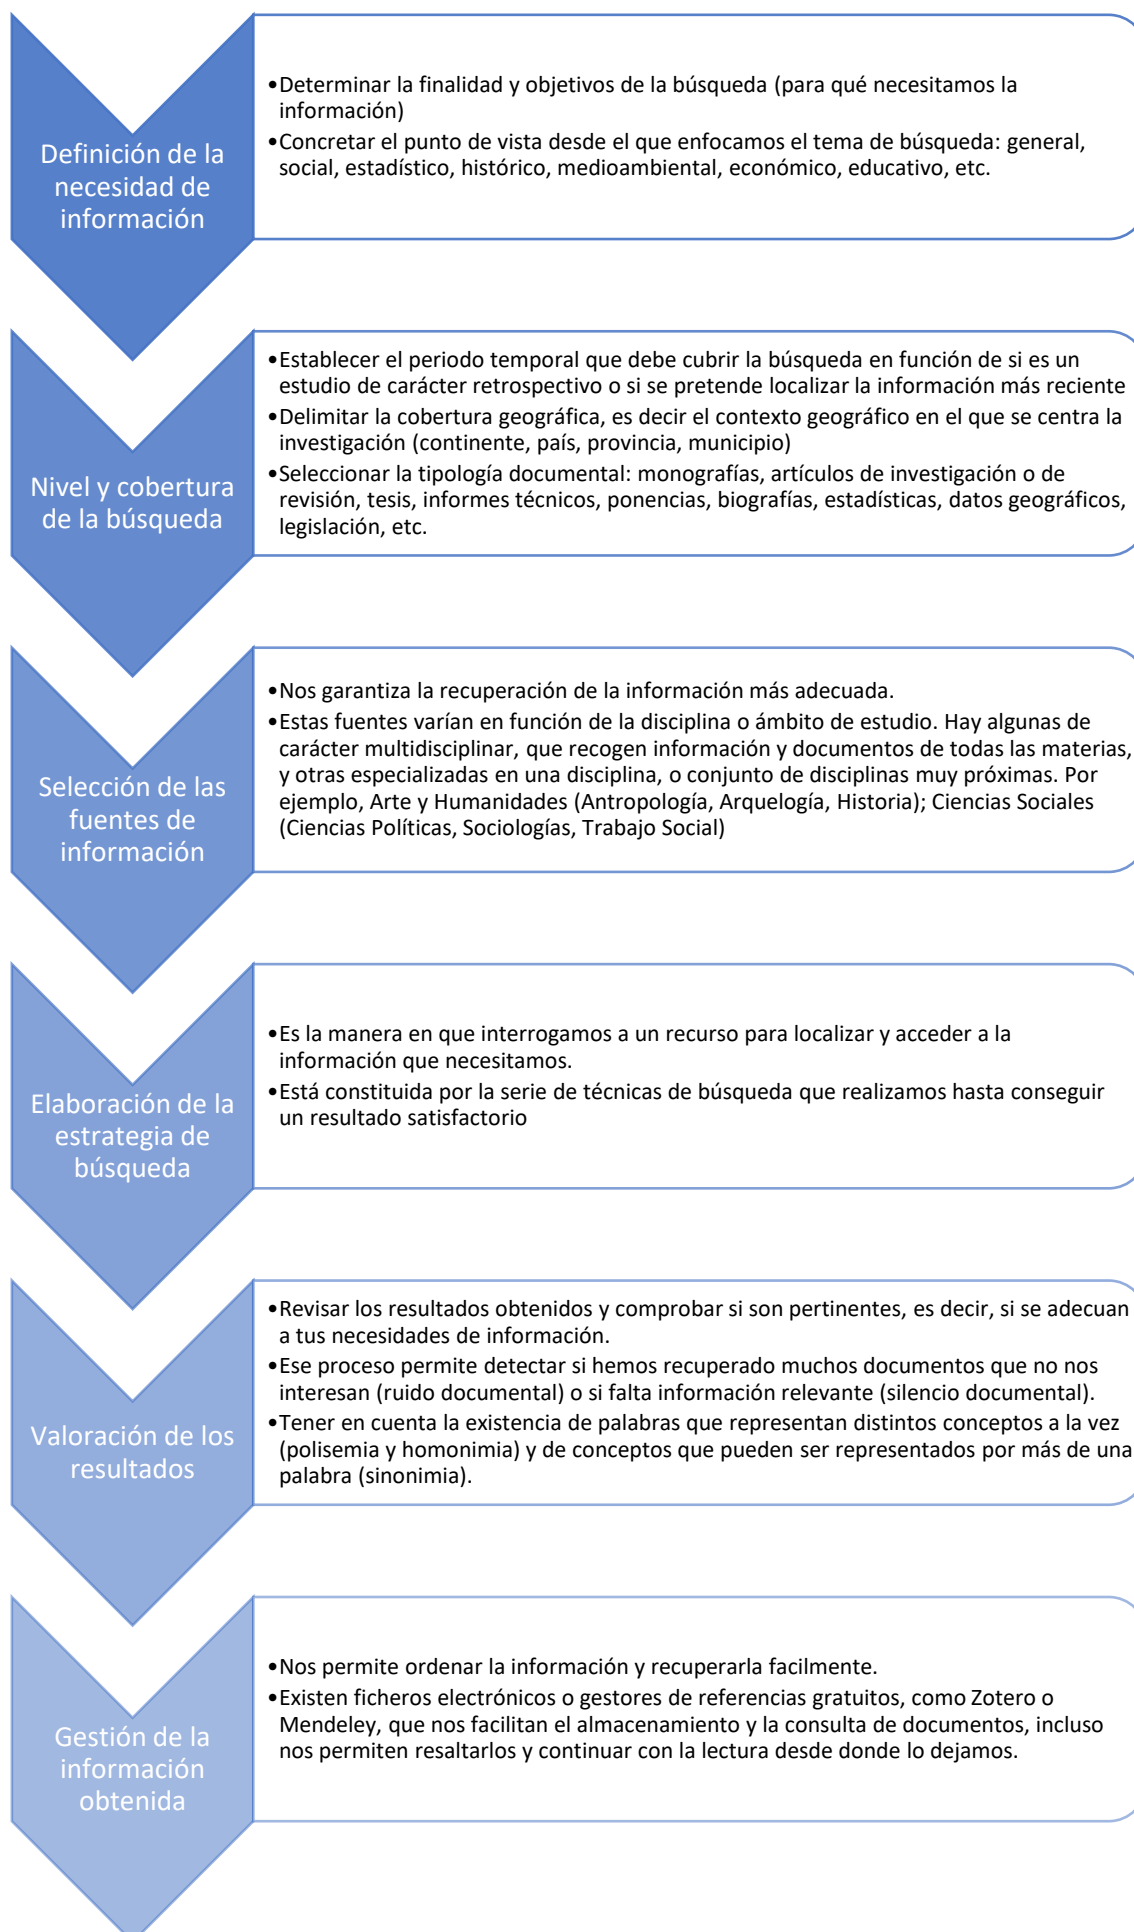 Definición de la
necesidad de
información
•Determinar la finalidad y objetivos de la búsqueda (para qué necesitamos la
información)
•Concretar el punto de vista desde el que enfocamos el tema de búsqueda: general,
social, estadístico, histórico, medioambiental, económico, educativo, etc.
Nivel y cobertura
de la búsqueda
•Establecer el periodo temporal que debe cubrir la búsqueda en función de si es un
estudio de carácter retrospectivo o si se pretende localizar la información más reciente
•Delimitar la cobertura geográfica, es decir el contexto geográfico en el que se centra la
investigación (continente, país, provincia, municipio)
•Seleccionar la tipología documental: monografías, artículos de investigación o de
revisión, tesis, informes técnicos, ponencias, biografías, estadísticas, datos geográficos,
legislación, etc.
Selección de las
fuentes de
información
•Nos garantiza la recuperación de la información más adecuada.
•Estas fuentes varían en función de la disciplina o ámbito de estudio. Hay algunas de
carácter multidisciplinar, que recogen información y documentos de todas las materias,
y otras especializadas en una disciplina, o conjunto de disciplinas muy próximas. Por
ejemplo, Arte y Humanidades (Antropología, Arquelogía, Historia); Ciencias Sociales
(Ciencias Políticas, Sociologías, Trabajo Social)
Elaboración de la
estrategia de
búsqueda
•Es la manera en que interrogamos a un recurso para localizar y acceder a la
información que necesitamos.
•Está constituida por la serie de técnicas de búsqueda que realizamos hasta conseguir
un resultado satisfactorio
Valoración de los
resultados
•Revisar los resultados obtenidos y comprobar si son pertinentes, es decir, si se adecuan
a tus necesidades de información.
•Ese proceso permite detectar si hemos recuperado muchos documentos que no nos
interesan (ruido documental) o si falta información relevante (silencio documental).
•Tener en cuenta la existencia de palabras que representan distintos conceptos a la vez
(polisemia y homonimia) y de conceptos que pueden ser representados por más de una
palabra (sinonimia).
Gestión de la
información
obtenida
•Nos permite ordenar la información y recuperarla facilmente.
•Existen ficheros electrónicos o gestores de referencias gratuitos, como Zotero o
Mendeley, que nos facilitan el almacenamiento y la consulta de documentos, incluso
nos permiten resaltarlos y continuar con la lectura desde donde lo dejamos.